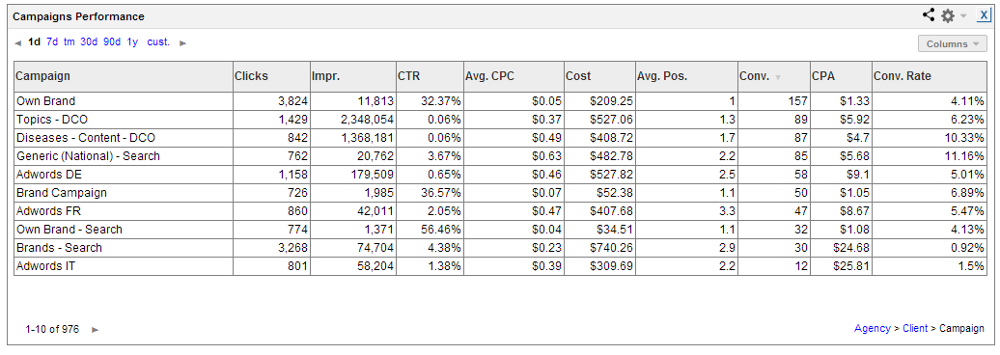 Campaigns Performance X
1d 7d tm 30d 90d 1y cust.
Columns
Campaign Clicks Impr. CTR Avg. CPC Cost Avg. Pos. Conv. CPA Conv. Rate
Own Brand 3,824 11,813 32.37% $0.05 $209.25 1 157 $1.33 4.11%
Topics - DCO 1,429 2,348,054 0.06% $0.37 $527.06 1.3 89 $5.92 6.23%
Diseases - Content - DCO 842 1,368,181 0.06% $0.49 $408.72 1.7 87 $4.7 10.33%
Generic (National) - Search 762 20,762 3.67% $0.63 $482.78 2.2 85 $5.68 11.16%
Adwords DE 1,158 179,509 0.65% $0.46 $527.82 2.5 58 $9.1 5.01%
Brand Campaign 726 1,985 36.57% $0.07 $52.38 1.1 50 $1.05 6.89%
Adwords FR 860 42,011 2.05% $0.47 $407.68 3.3 47 $8.67 5.47%
Own Brand - Search 774 1,371 56.46% $0.04 $34.51 1.1 32 $1.08 4.13%
Brands - Search 3,268 74,704 4.38% $0.23 $740.26 2.9 30 $24.68 0.92%
Adwords IT 801 58,204 1.38% $0.39 $309.69 2.2 12 $25.81 1.5%
1-10 of 976
Agency > Client > Campaign